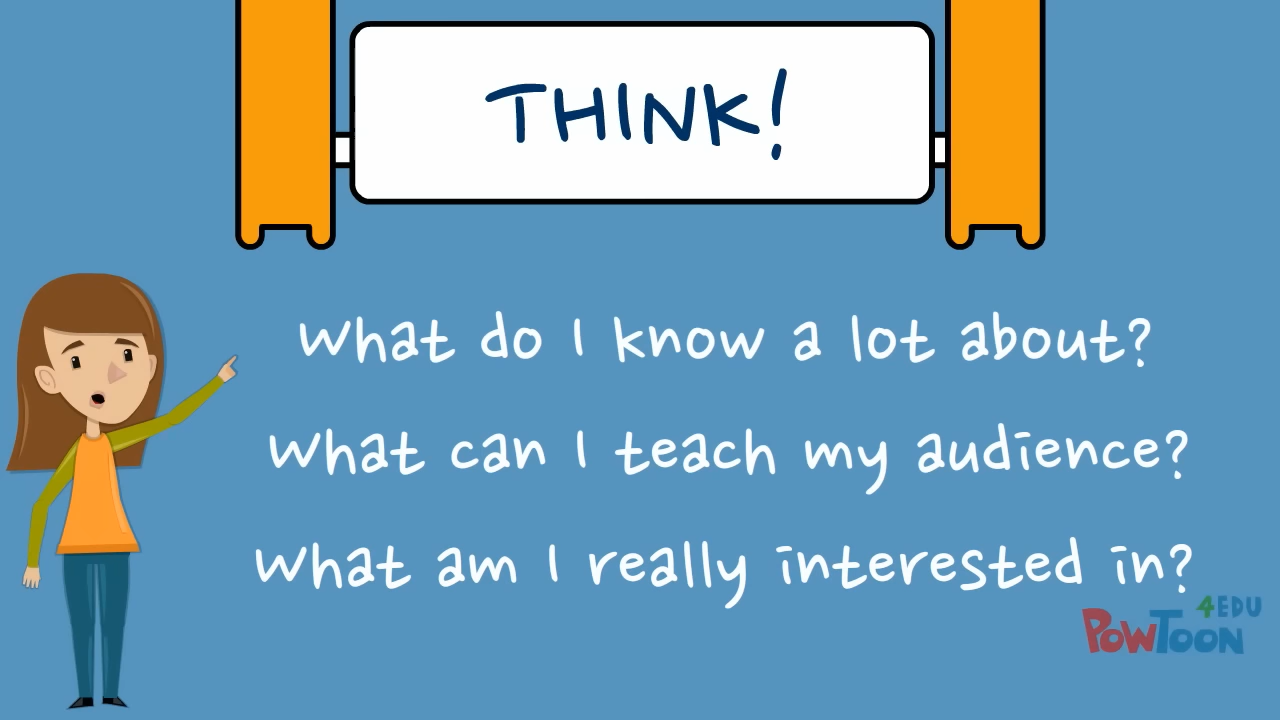 THINK!
What do I know a lot about?
What can I teach my audience?
What am I really interested in?
4EDU
POWTOON